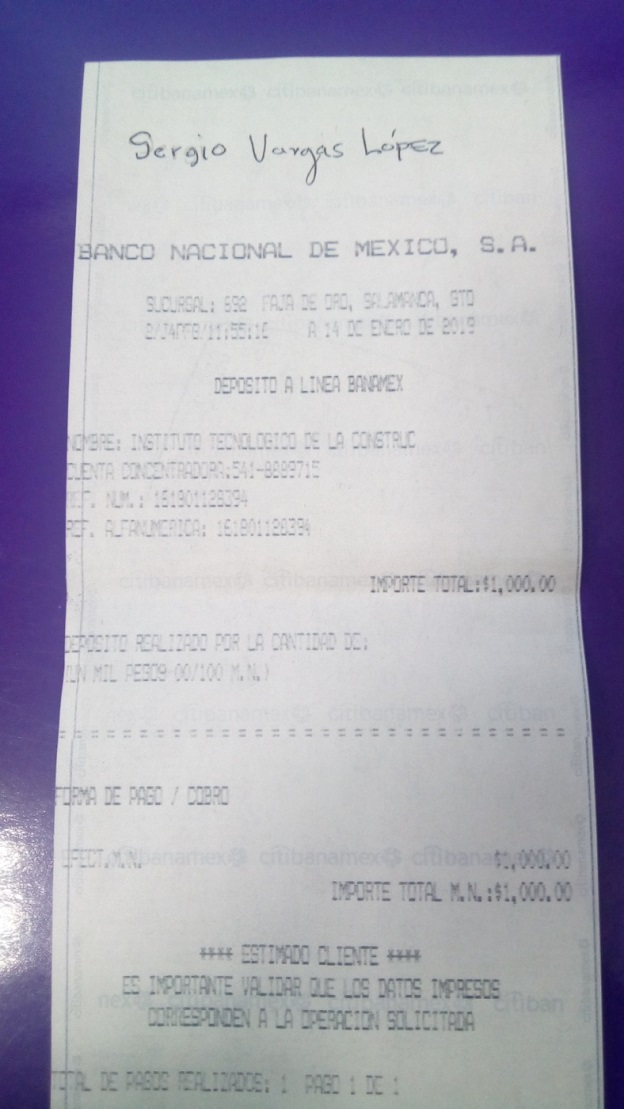 Sergio Vargas López
BANCO NACIONAL DE MEXICO, S.A.
SUCURSAL: 692 FAJA DE ORO, SALAMANCA, GTO
A 14 DE ENERO DE 2019
DEPOSITO A LINEA BANAMEX
NOMBRE: INSTITUTO TECNOLOGICO DE LA CONSTRUC
CUENTA CONCENTRADORA:
REF. NUM.: 161901128394
REF. ALFANUMERICA: 161901128394
IMPORTE TOTAL:$1,000.00
DEPOSITO REALIZADO POR LA CANTIDAD DE:
(UN MIL PESOS 00/100 M.N.)
FORMA DE PAGO / COBRO
EFECT.M.N. $1,000.00
IMPORTE TOTAL M.N.:$1,000.00
**** ESTIMADO CLIENTE ****
ES IMPORTANTE VALIDAR QUE LOS DATOS IMPRESOS
CORRESPONDEN A LA OPERACION SOLICITADA
TOTAL DE PAGOS REALIZADOS: 1 PAGO 1 DE 1